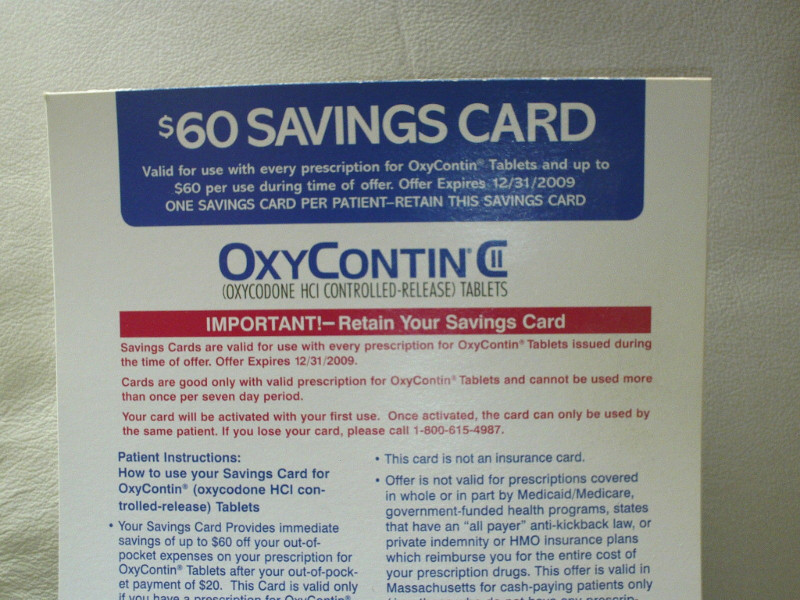 $60 SAVINGS CARD
Valid for use with every prescription for OxyContin® Tablets and up to
$60 per use during time of offer. Offer Expires 12/31/2009
ONE SAVINGS CARD PER PATIENT–RETAIN THIS SAVINGS CARD
OXYCONTIN® CII
(OXYCODONE HCl CONTROLLED-RELEASE) TABLETS
IMPORTANT!– Retain Your Savings Card
Savings Cards are valid for use with every prescription for OxyContin® Tablets issued during
the time of offer. Offer Expires 12/31/2009.
Cards are good only with valid prescription for OxyContin® Tablets and cannot be used more
than once per seven day period.
Your card will be activated with your first use. Once activated, the card can only be used by
the same patient. If you lose your card, please call 1-800-615-4987.
Patient Instructions:
How to use your Savings Card for
OxyContin® (oxycodone HCl con-
trolled-release) Tablets
• Your Savings Card Provides immediate
savings of up to $60 off your out-of-
pocket expenses on your prescription for
OxyContin® Tablets after your out-of-pock-
et payment of $20. This Card is valid only
if you have a prescription for OxyContin®
• This card is not an insurance card.
• Offer is not valid for prescriptions covered
in whole or in part by Medicaid/Medicare,
government-funded health programs, states
that have an "all payer" anti-kickback law, or
private indemnity or HMO insurance plans
which reimburse you for the entire cost of
your prescription drugs. This offer is valid in
Massachusetts for cash-paying patients only